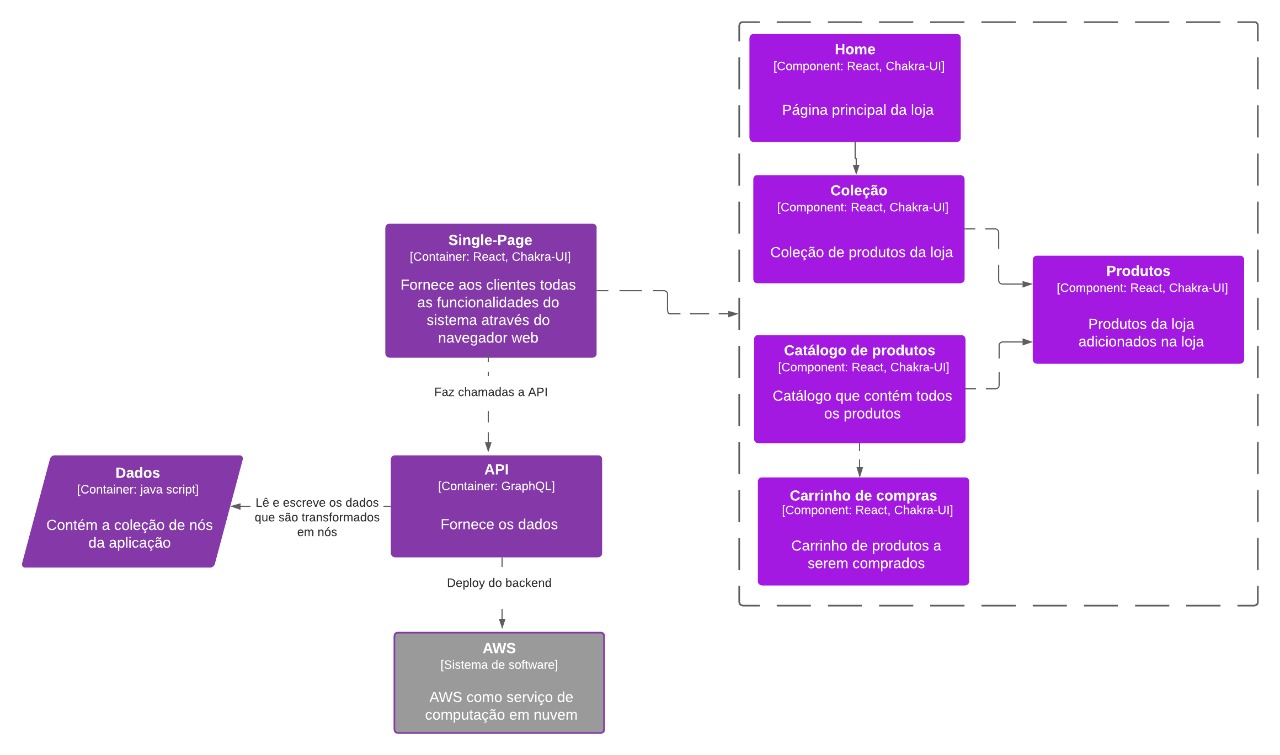 Home
[Component: React, Chakra-UI]
Página principal da loja
Coleção
[Component: React, Chakra-UI]
Coleção de produtos da loja
Single-Page
[Container: React, Chakra-UI]
Fornece aos clientes todas
as funcionalidades do
sistema através do
navegador web
Produtos
[Component: React, Chakra-UI]
Produtos da loja
adicionados na loja
Catálogo de produtos
[Component: React, Chakra-UI]
Catálogo que contém todos
os produtos
Faz chamadas a API
Dados
[Container: java script]
Contém a coleção de nós
da aplicação
Lê e escreve os dados
que são transformados
em nós
API
[Container: GraphQL]
Fornece os dados
Carrinho de compras
[Component: React, Chakra-UI]
Carrinho de produtos a
serem comprados
Deploy do backend
AWS
[Sistema de software]
AWS como serviço de
computação em nuvem